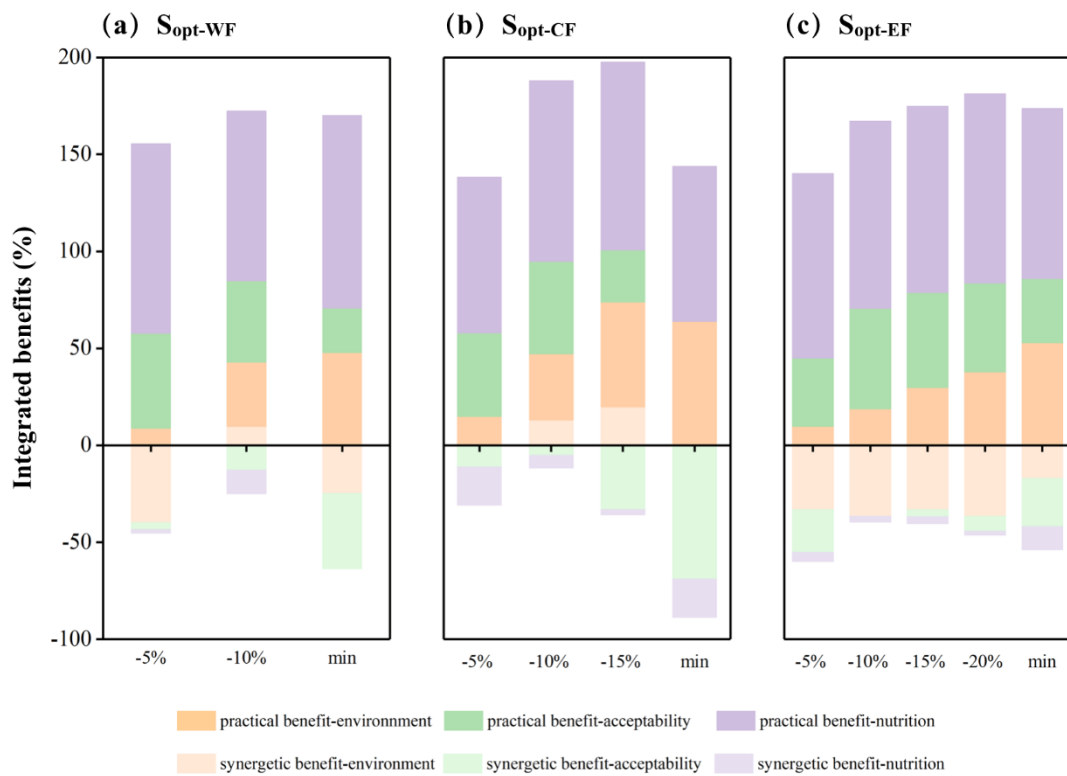 (a) Sopt-WF
(b) Sopt-CF
(c) Sopt-EF
Integrated benefits (%)
200
150
100
50
0
-50
-100
-5% -10% min
-5% -10% -15% min
-5% -10% -15% -20% min
practical benefit-environnment practical benefit-acceptability practical benefit-nutrition
synergetic benefit-environment synergetic benefit-acceptability synergetic benefit-nutrition